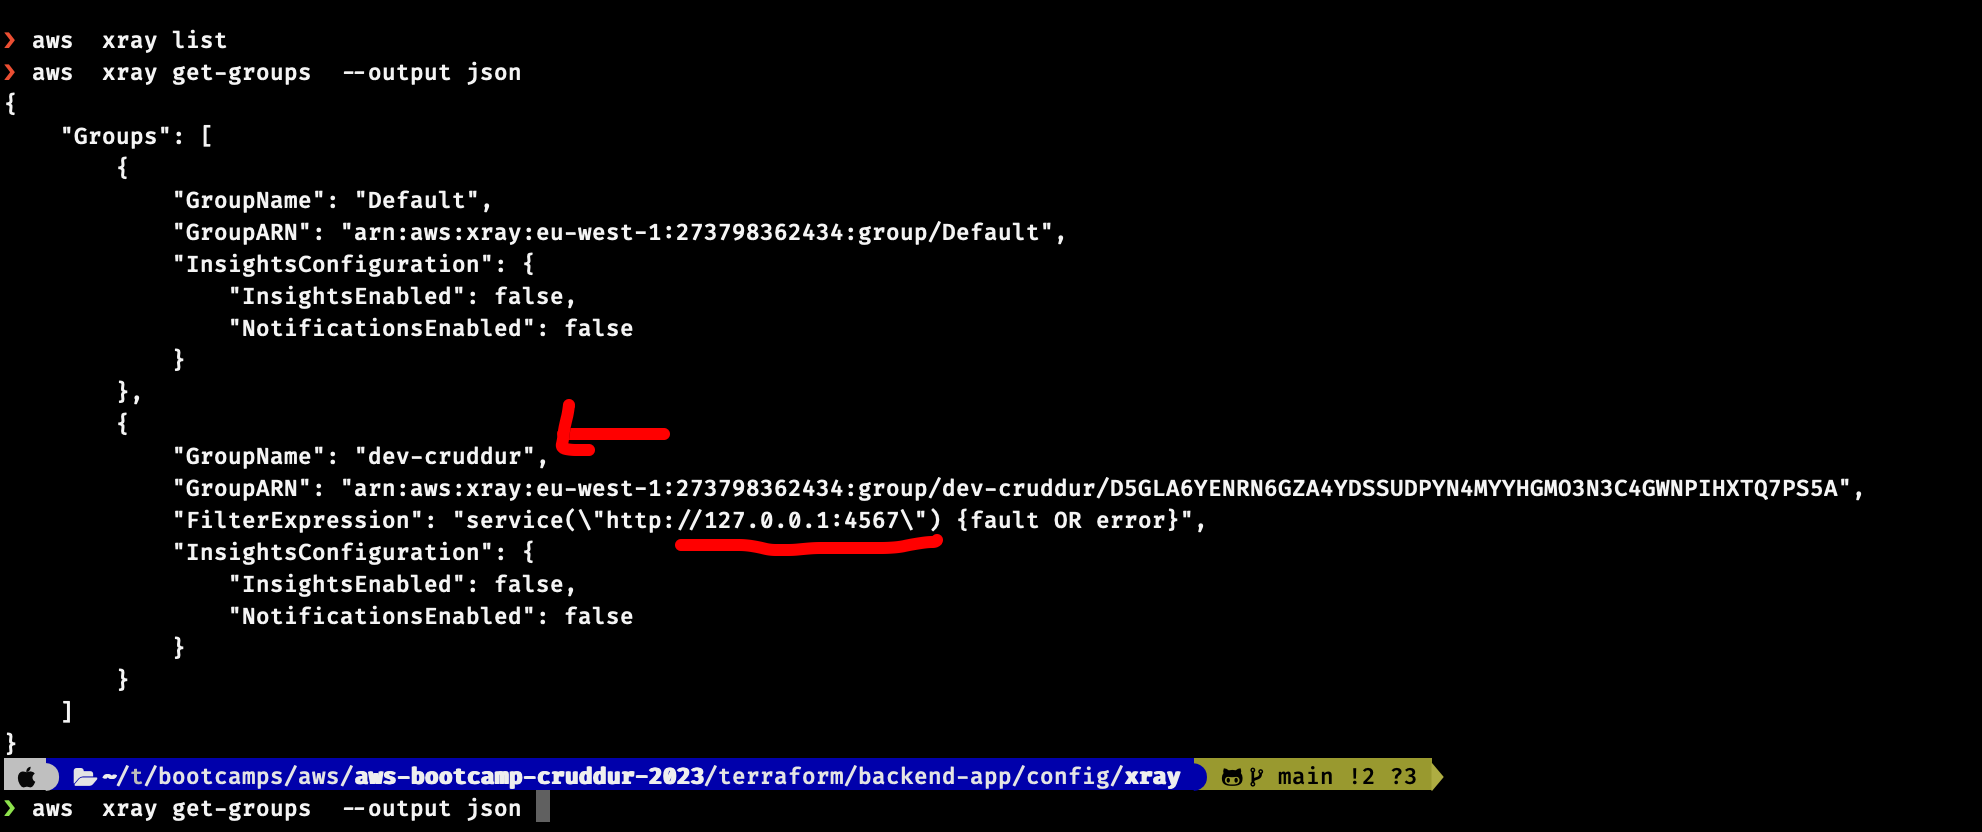 ❯ aws  xray list
❯ aws  xray get-groups  --output json
{
    "Groups": [
        {
            "GroupName": "Default",
            "GroupARN": "arn:aws:xray:eu-west-1:273798362434:group/Default",
            "InsightsConfiguration": {
                "InsightsEnabled": false,
                "NotificationsEnabled": false
            }
        },
        {
            "GroupName": "dev-cruddur",
            "GroupARN": "arn:aws:xray:eu-west-1:273798362434:group/dev-cruddur/D5GLA6YENRN6GZA4YDSSUDPYN4MYYHGMO3N3C4GWNPIHXTQ7PS5A",
            "FilterExpression": "service(\"http://127.0.0.1:4567\") {fault OR error}",
            "InsightsConfiguration": {
                "InsightsEnabled": false,
                "NotificationsEnabled": false
            }
        }
    ]
}
~/t/bootcamps/aws/aws-bootcamp-cruddur-2023/terraform/backend-app/config/xray main !2 ?3
❯ aws  xray get-groups  --output json